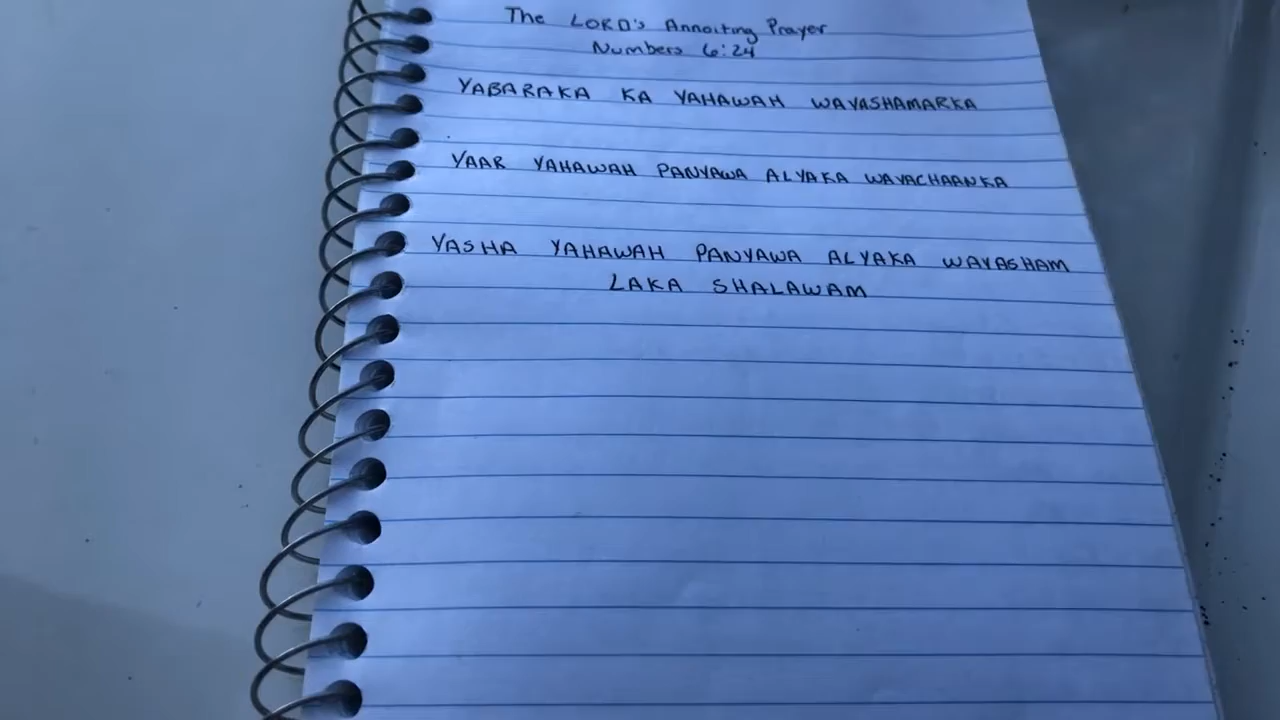 The LORD's Annoiting Prayer
Numbers 6:24
YABARAKA KA YAHAWAH WAYASHAMARKA
YAAR YAHAWAH PANYAWA ALYAKA WAYACHAANKA
YASHA YAHAWAH PANYAWA ALYAKA WAYASHAM
LAKA SHALAWAM